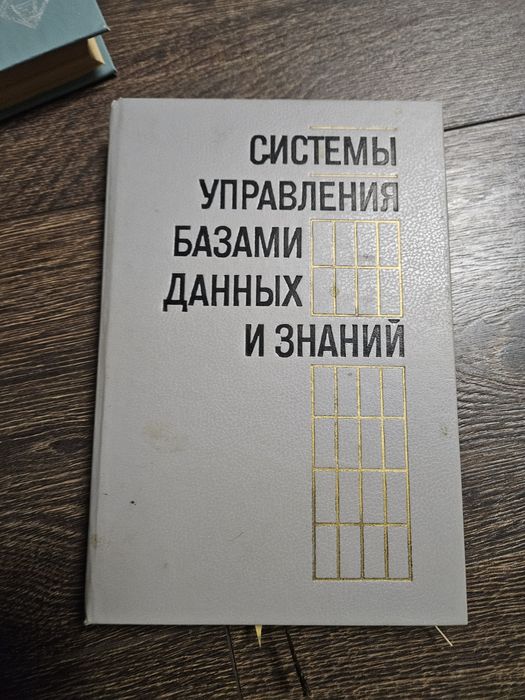 СИСТЕМЫ
УПРАВЛЕНИЯ
БАЗАМИ
ДАННЫХ
И ЗНАНИЙ